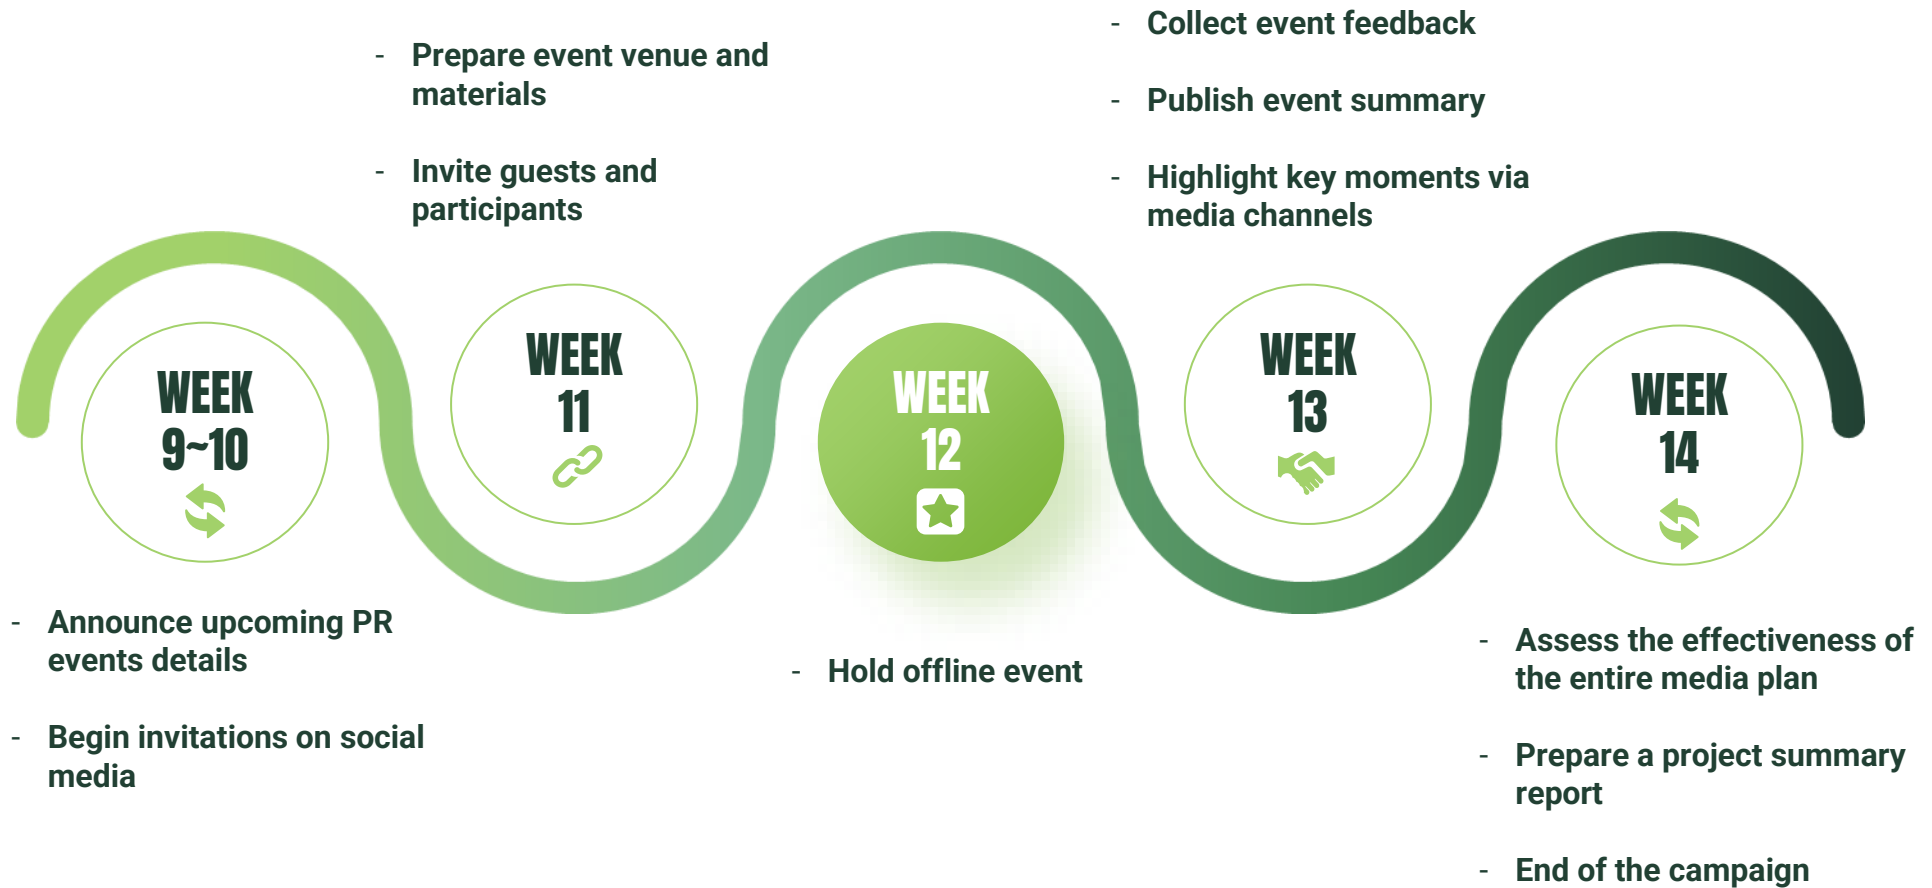 WEEK
9~10
- Announce upcoming PR
events details
- Begin invitations on social
media
- Prepare event venue and
materials
- Invite guests and
participants
WEEK
11
WEEK
12
- Hold offline event
- Collect event feedback
- Publish event summary
- Highlight key moments via
media channels
WEEK
13
WEEK
14
- Assess the effectiveness of
the entire media plan
- Prepare a project summary
report
- End of the campaign